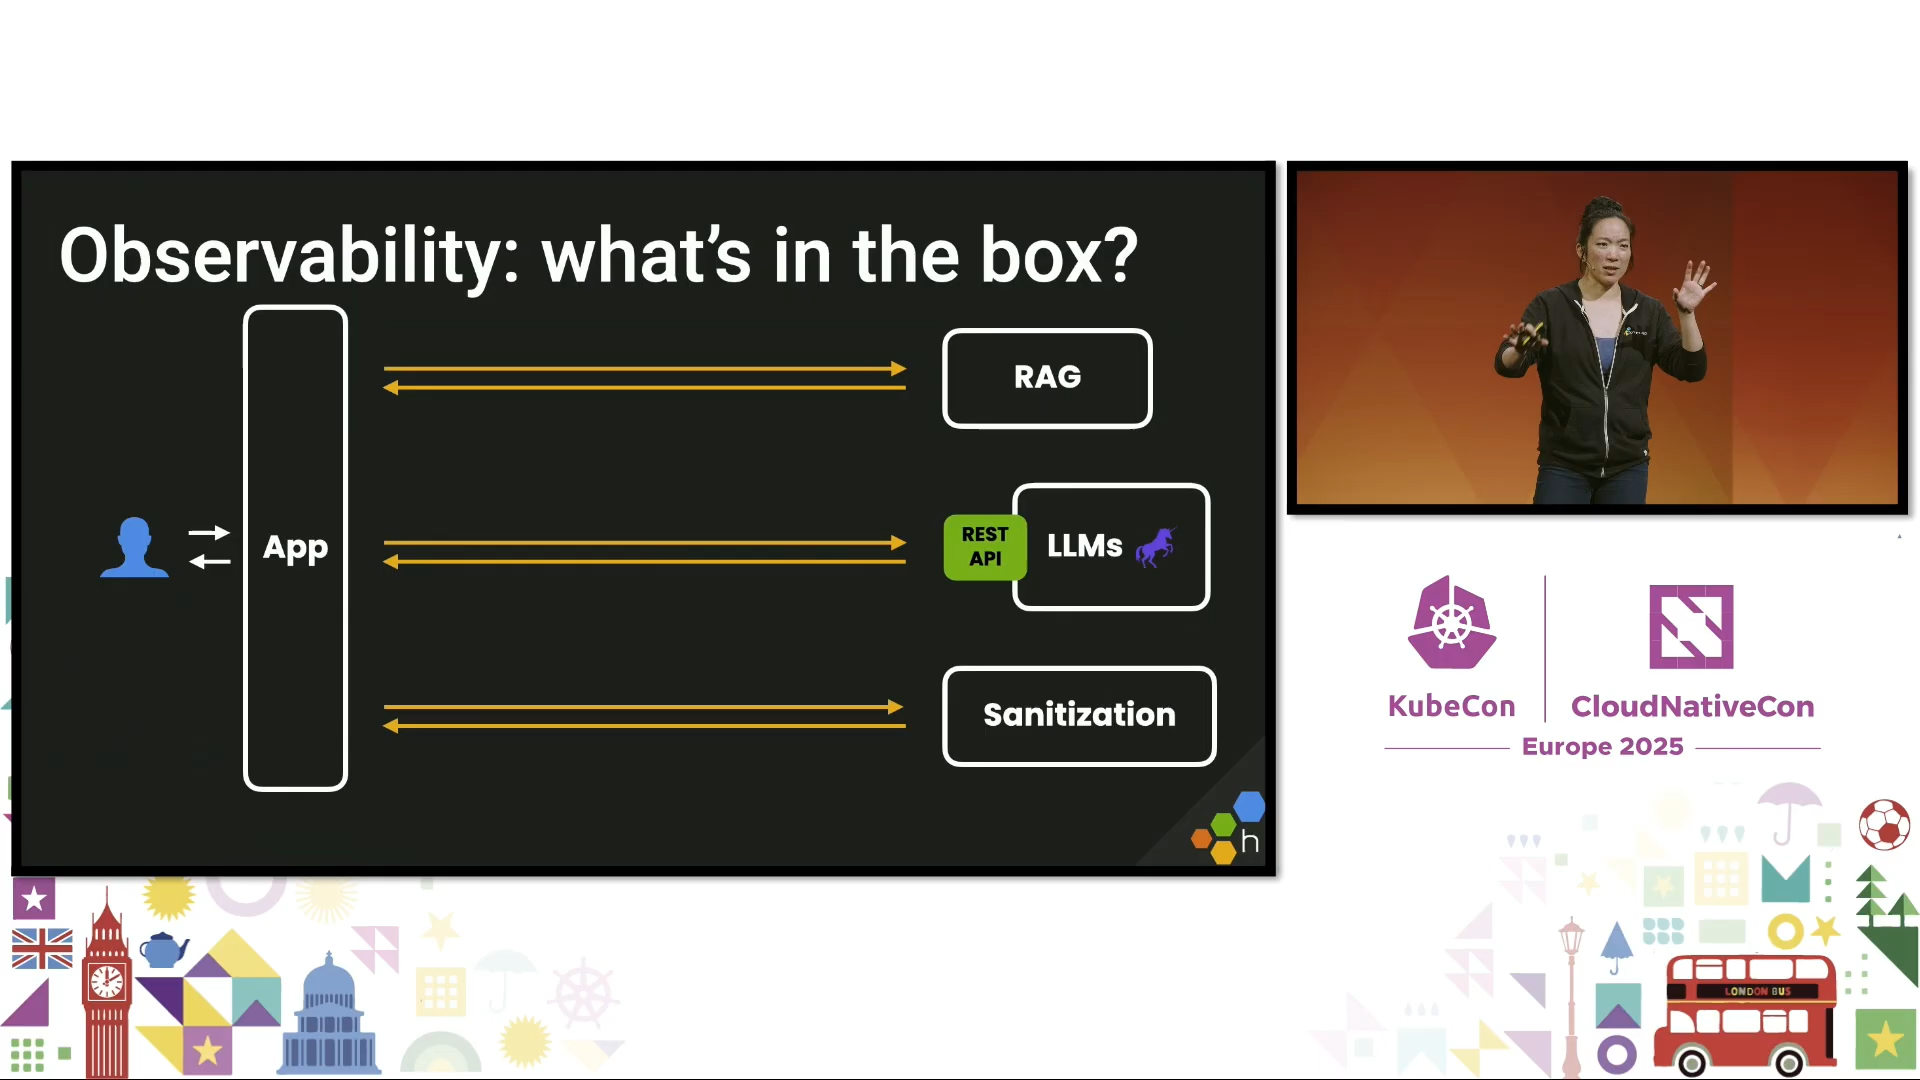 Observability: what’s in the box?
RAG
App
REST
API
LLMs
Sanitization
h
KubeCon
CloudNativeCon
Europe 2025
LONDON BUS